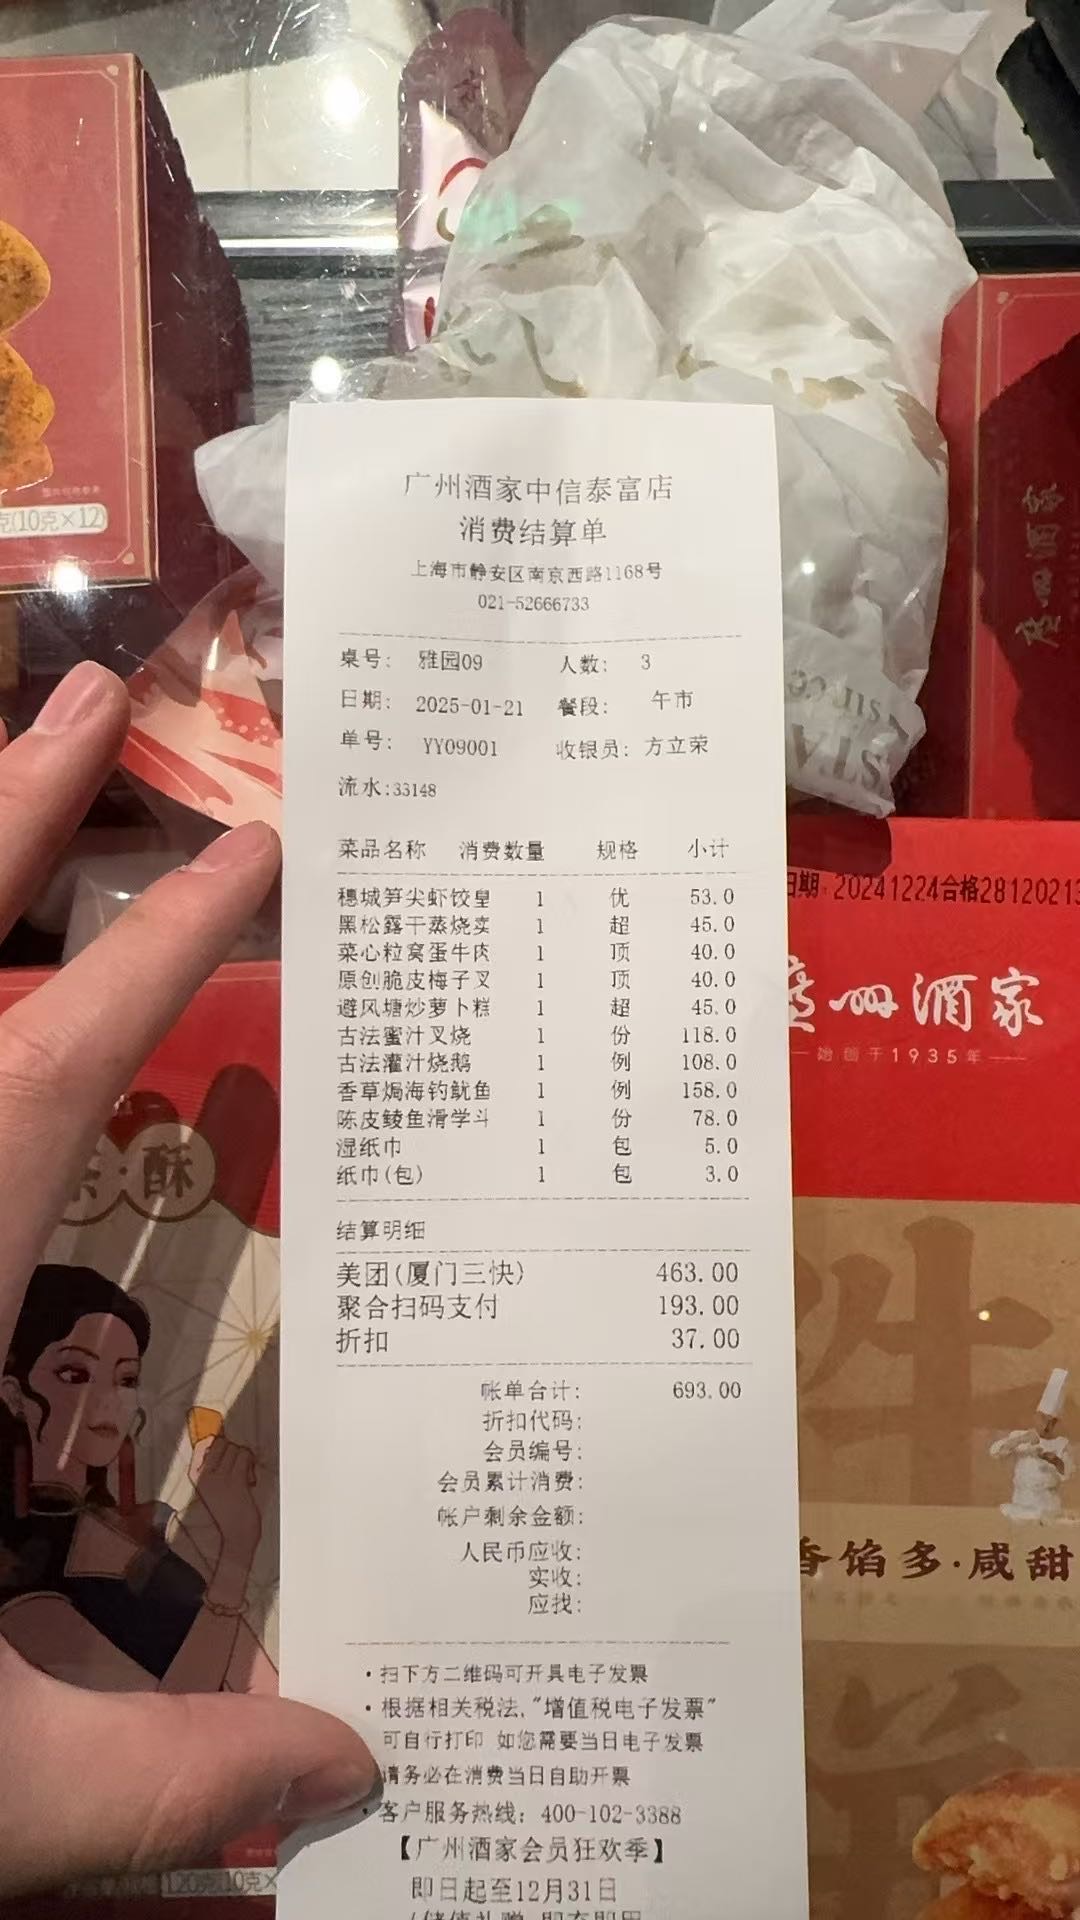 广州酒家中信泰富店
消费结算单
上海市静安区南京西路1168号
021-52666733
桌号: 雅园09 人数: 3
日期: 2025-01-21 餐段: 午市
单号: YY09001 收银员: 方立荣
流水:33148
菜品名称 消费数量 规格 小计
穗城笋尖虾饺皇 1 优 53.0
黑松露干蒸烧卖 1 超 45.0
菜心粒窝蛋牛肉 1 顶 40.0
原创脆皮梅子叉 1 顶 40.0
避风塘炒萝卜糕 1 超 45.0
古法蜜汁叉烧 1 份 118.0
古法灌汁烧鹅 1 例 108.0
香草焗海钓鱿鱼 1 例 158.0
陈皮鲮鱼滑学斗 1 份 78.0
湿纸巾 1 包 5.0
纸巾(包) 1 包 3.0
结算明细
美团(厦门三快) 463.00
聚合扫码支付 193.00
折扣 37.00
帐单合计: 693.00
折扣代码:
会员编号:
会员累计消费:
帐户剩余金额:
人民币应收:
实收:
应找:
·扫下方二维码可开具电子发票
·根据相关税法,"增值税电子发票"
可自行打印 如您需要当日电子发票
请务必在消费当日自助开票
·客户服务热线: 400-102-3388
【广州酒家会员狂欢季】
即日起至12月31日
克(10克×12)
日期:20241224合格28120213
廣州酒家
始创于1935年
酥
香馅多·咸甜
120克(10克×
廣州酒家